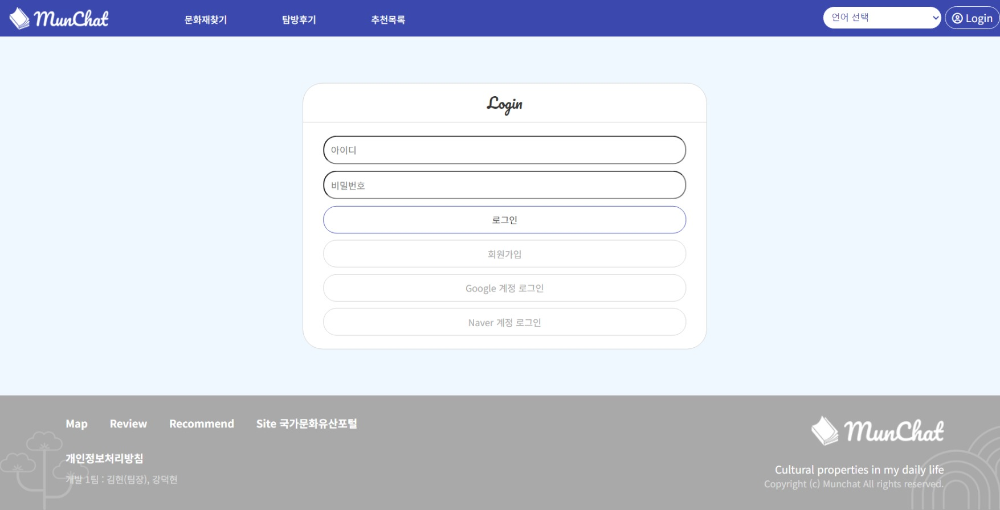 MunChat
문화재찾기
탐방후기
추천목록
언어 선택
Login
Login
아이디
비밀번호
로그인
회원가입
Google 계정 로그인
Naver 계정 로그인
Map
Review
Recommend
Site 국가문화유산포털
개인정보처리방침
개발 1팀 : 김현(팀장), 강덕현
MunChat
Cultural properties in my daily life
Copyright (c) Munchat All rights reserved.